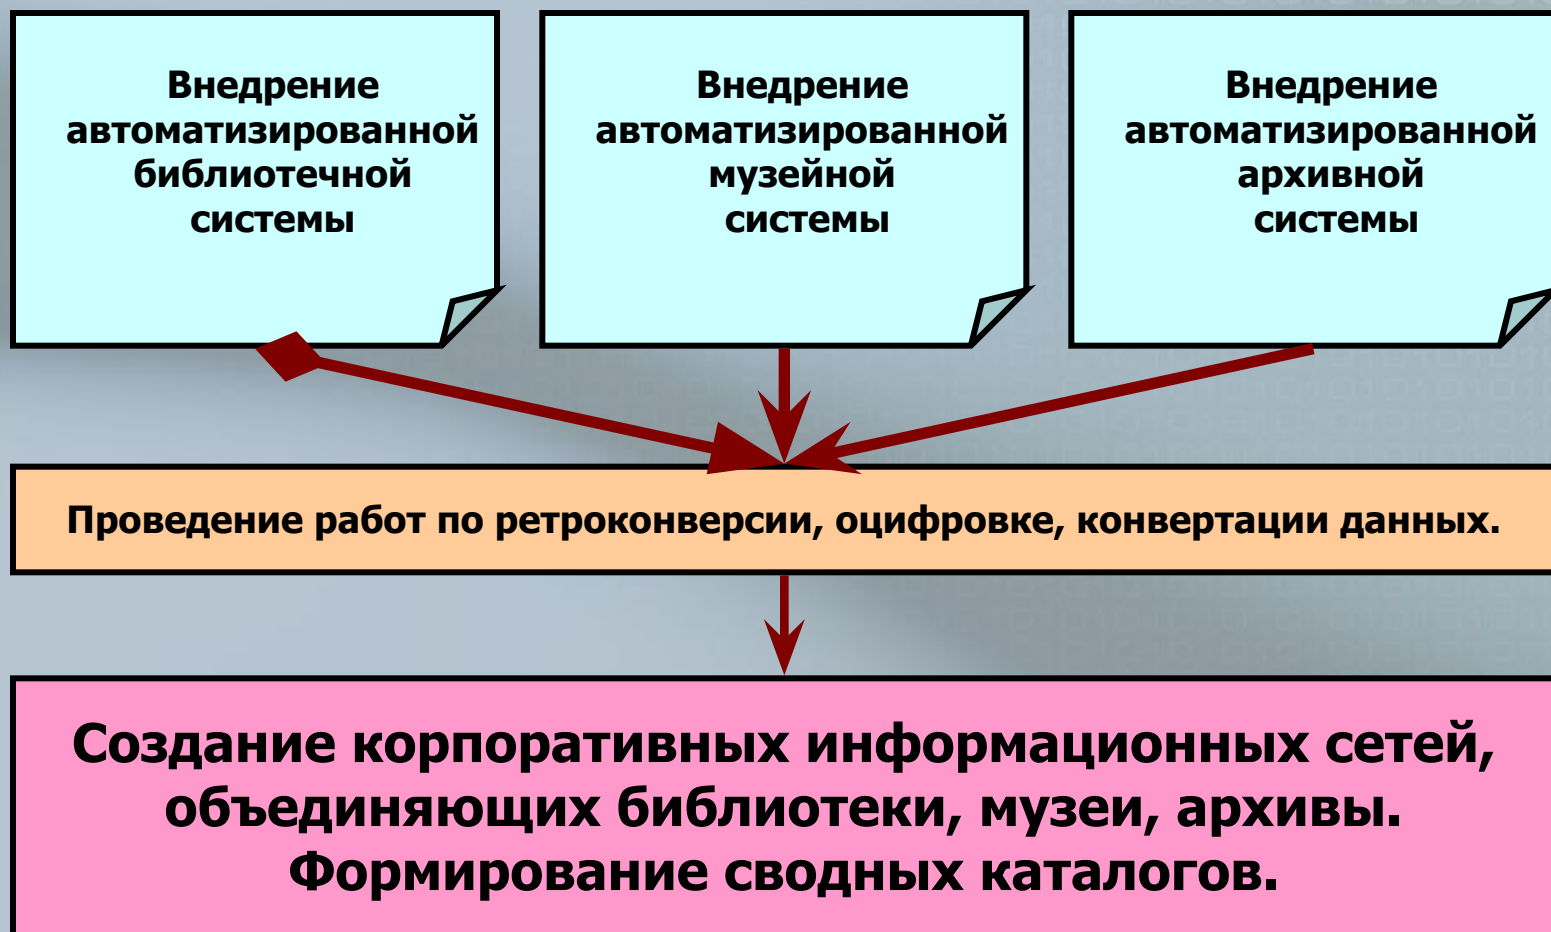 Внедрение
автоматизированной
библиотечной
системы
Внедрение
автоматизированной
музейной
системы
Внедрение
автоматизированной
архивной
системы
Проведение работ по ретроконверсии, оцифровке, конвертации данных.
Создание корпоративных информационных сетей,
объединяющих библиотеки, музеи, архивы.
Формирование сводных каталогов.